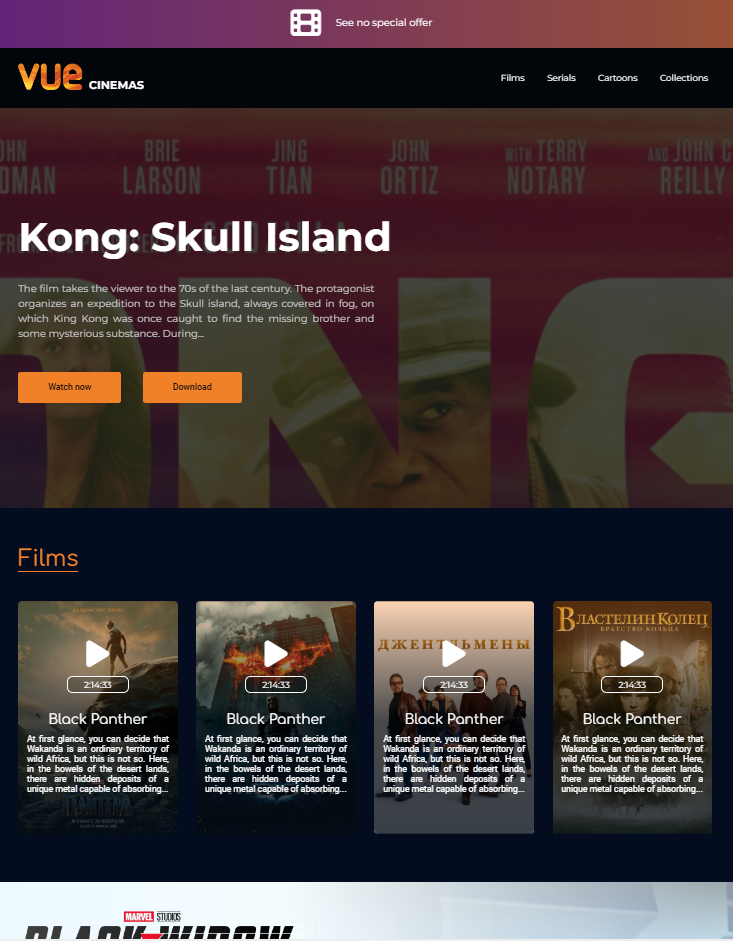 See no special offer
vue CINEMAS
Films Serials Cartoons Collections
BRIE JING JOHN WITH TERRY AND JOHN C
DMAN LARSON TIAN ORTIZ NOTARY REILLY
Kong: Skull Island
The film takes the viewer to the 70s of the last century. The protagonist
organizes an expedition to the Skull island, always covered in fog, on
which King Kong was once caught to find the missing brother and
some mysterious substance. During...
Watch now Download
Films
ДЖЕНТЛЬМЕНЫ
ВЛАСТЕЛИН КОЛЕЦ
БРАТСТВО КОЛЬЦА
2:14:33 2:14:33 2:14:33 2:14:33
Black Panther Black Panther Black Panther Black Panther
At first glance, you can decide that
Wakanda is an ordinary territory of
wild Africa, but this is not so. Here,
in the bowels of the desert lands,
there are hidden deposits of a
unique metal capable of absorbing...
At first glance, you can decide that
Wakanda is an ordinary territory of
wild Africa, but this is not so. Here,
in the bowels of the desert lands,
there are hidden deposits of a
unique metal capable of absorbing...
At first glance, you can decide that
Wakanda is an ordinary territory of
wild Africa, but this is not so. Here,
in the bowels of the desert lands,
there are hidden deposits of a
unique metal capable of absorbing...
At first glance, you can decide that
Wakanda is an ordinary territory of
wild Africa, but this is not so. Here,
in the bowels of the desert lands,
there are hidden deposits of a
unique metal capable of absorbing...
ПАНТЕРА
MARVEL STUDIOS
BLACK WIDOW